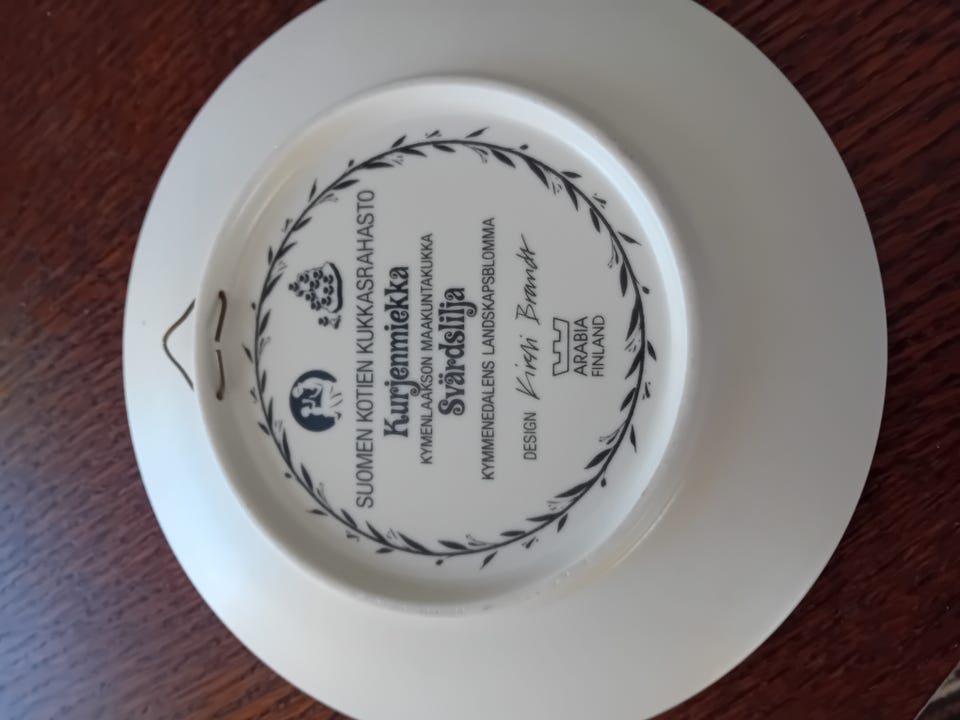 SUOMEN KOTIEN KUKKASRAHASTO
Kurjenmiekka
KYMENLAAKSON MAAKUNTAKUKKA
Svärdslilja
KYMMENEDALENS LANDSKAPSBLOMMA
DESIGN Kirsti Brandt
ARABIA
FINLAND